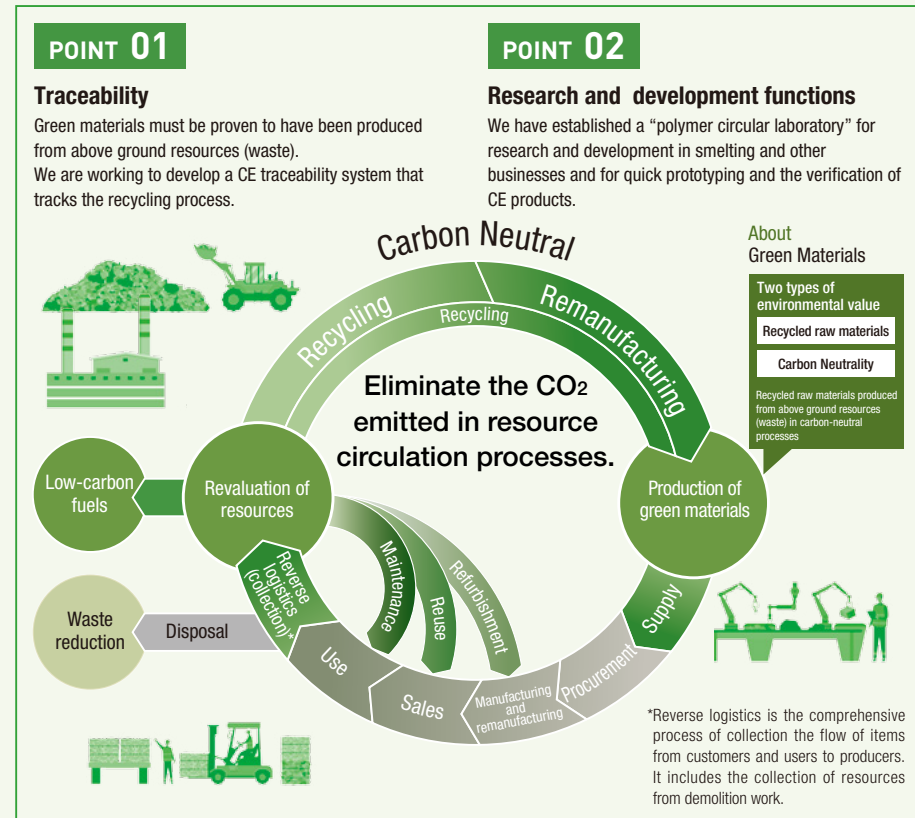 POINT 01
Traceability
Green materials must be proven to have been produced
from above ground resources (waste).
We are working to develop a CE traceability system that
tracks the recycling process.
POINT 02
Research and development functions
We have established a “polymer circular laboratory” for
research and development in smelting and other
businesses and for quick prototyping and the verification of
CE products.
Carbon Neutral
Recycling
Remanufacturing
Recycling
Eliminate the CO2
emitted in resource
circulation processes.
About
Green Materials
Two types of
environmental value
Recycled raw materials
Carbon Neutrality
Recycled raw materials produced
from above ground resources
(waste) in carbon-neutral
processes
Low-carbon
fuels
Revaluation of
resources
Production of
green materials
Maintenance
Reuse
Refurbishment
Reverse
logistics
(collection)*
Waste
reduction
Disposal
Use
Sales
Manufacturing
and
remanufacturing
Procurement
Supply
*Reverse logistics is the comprehensive
process of collection the flow of items
from customers and users to producers.
It includes the collection of resources
from demolition work.